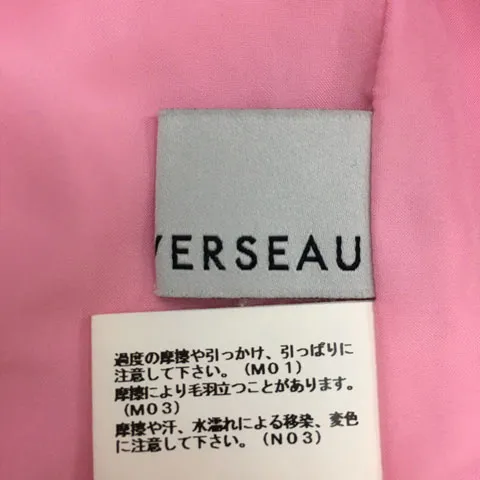 VERSEAU
過度の摩擦や引っかけ、引っぱりに
注意して下さい。(M01)
摩擦により毛羽立つことがあります。
(M03)
摩擦や汗、水濡れによる移染、変色
に注意して下さい。(N03)